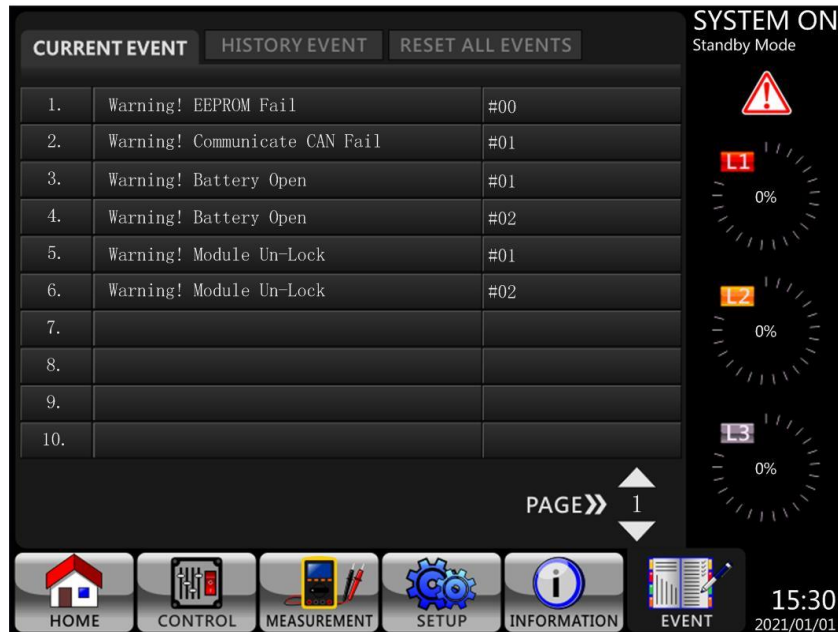 SYSTEM ON
Standby Mode
CURRENT EVENT HISTORY EVENT RESET ALL EVENTS
1. Warning! EEPROM Fail #00
2. Warning! Communicate CAN Fail #01
3. Warning! Battery Open #01
4. Warning! Battery Open #02
5. Warning! Module Un-Lock #01
6. Warning! Module Un-Lock #02
7.
8.
9.
10.
L1
0%
L2
0%
L3
0%
PAGE» 1
HOME CONTROL MEASUREMENT SETUP INFORMATION EVENT
15:30
2021/01/01